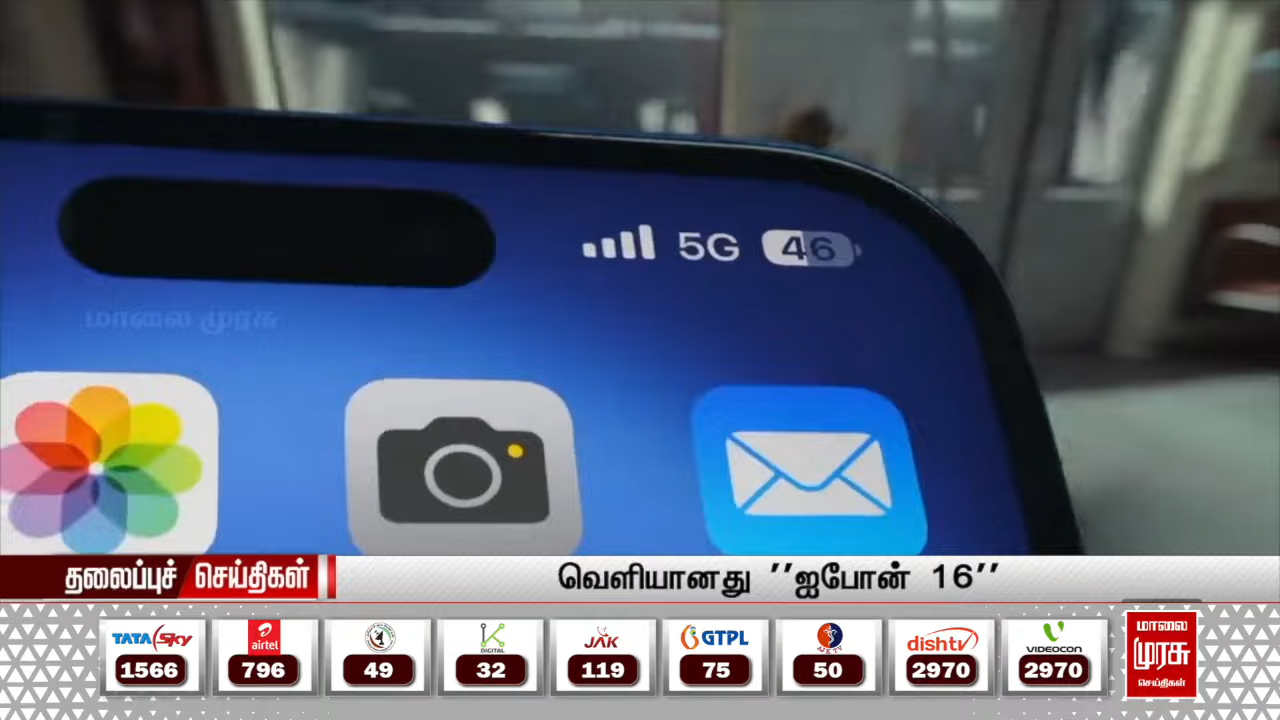 5G 46
மாலை முரசு
தலைப்புச் செய்திகள்
வெளியானது ’’ஐபோன் 16’’
TATA Sky
1566
airtel
796
49
DIGITAL
32
JAK
119
GTPL
75
50
dishtv
2970
VIDEOCON
2970
மாலை
முரசு
செய்திகள்